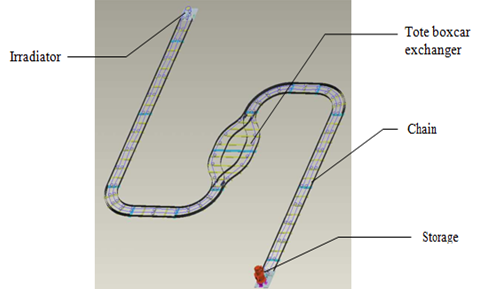 Tote boxcar
exchanger
Irradiator
Chain
Storage